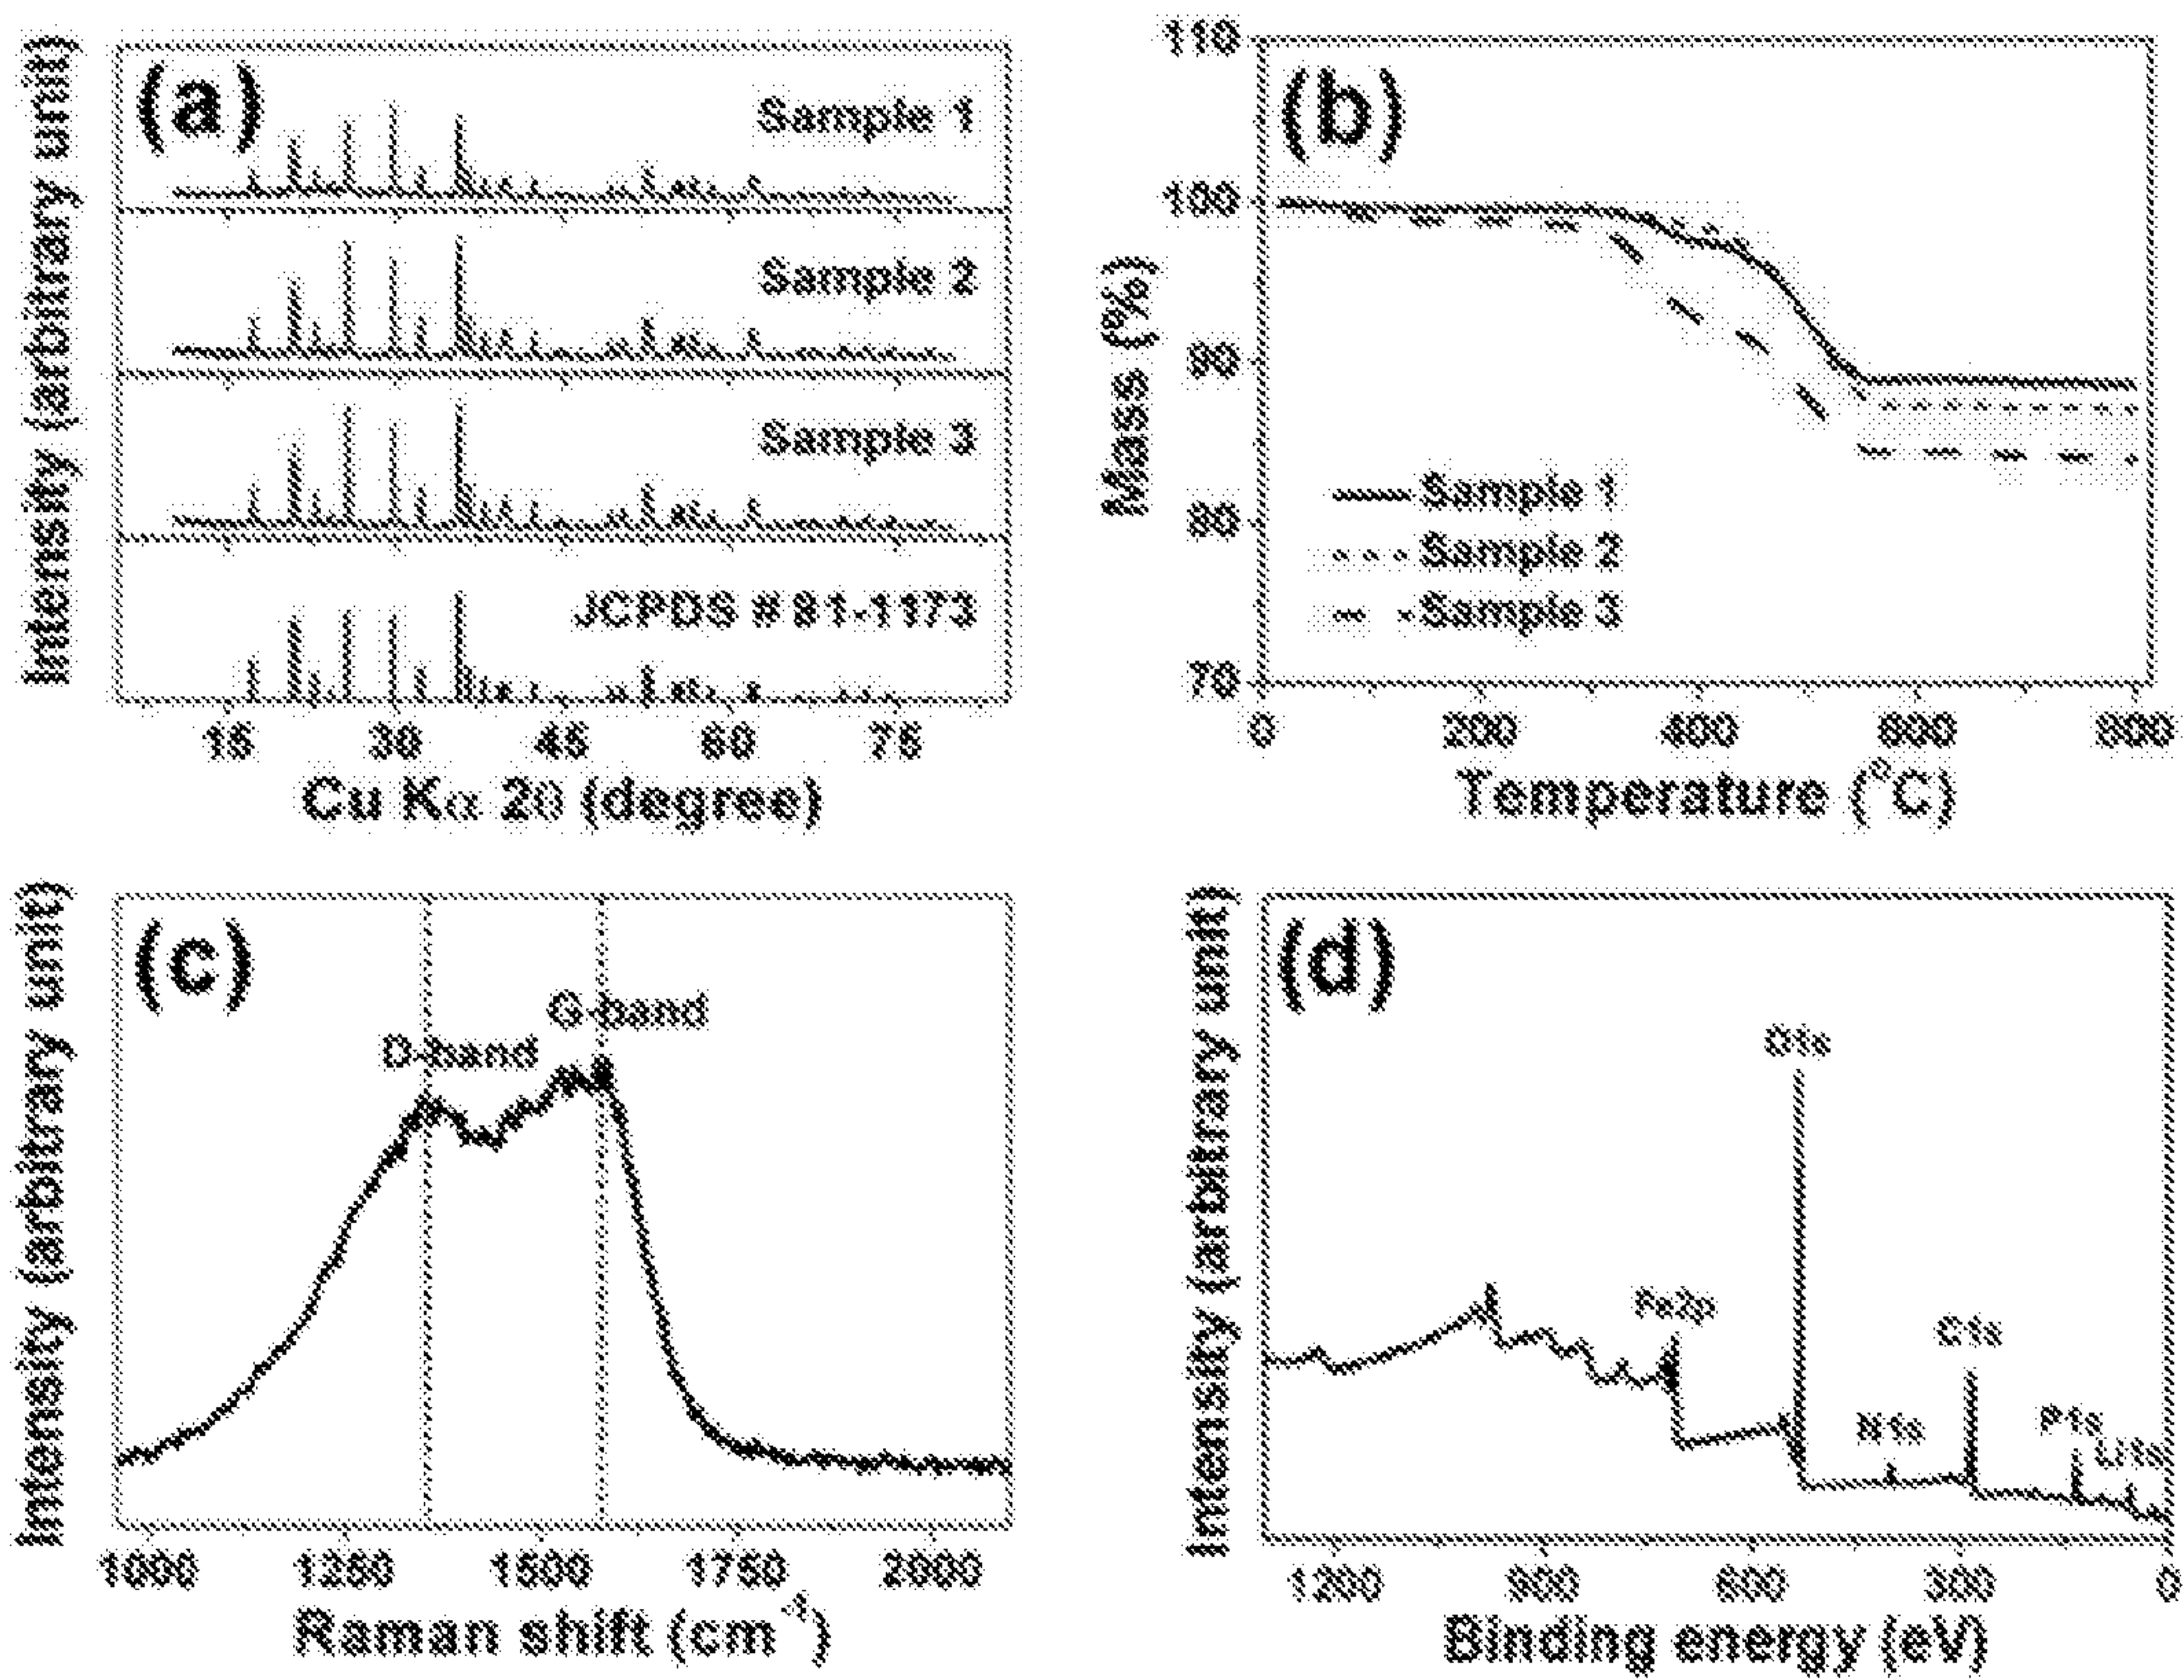 (a)
Intensity (arbitrary unit)
Sample 1
Sample 2
Sample 3
JCPDS # 81-1173
15 30 45 60 75
Cu Kα 2θ (degree)
(b)
Mass (%)
110
100
90
80
70
Sample 1
Sample 2
Sample 3
0 200 400 600 800
Temperature (°C)
(c)
Intensity (arbitrary unit)
G-band
D-band
1000 1250 1500 1750 2000
Raman shift (cm⁻¹)
(d)
Intensity (arbitrary unit)
O1s
Fe2p
C1s
N1s
P1s
Li1s
1200 900 600 300 0
Binding energy (eV)